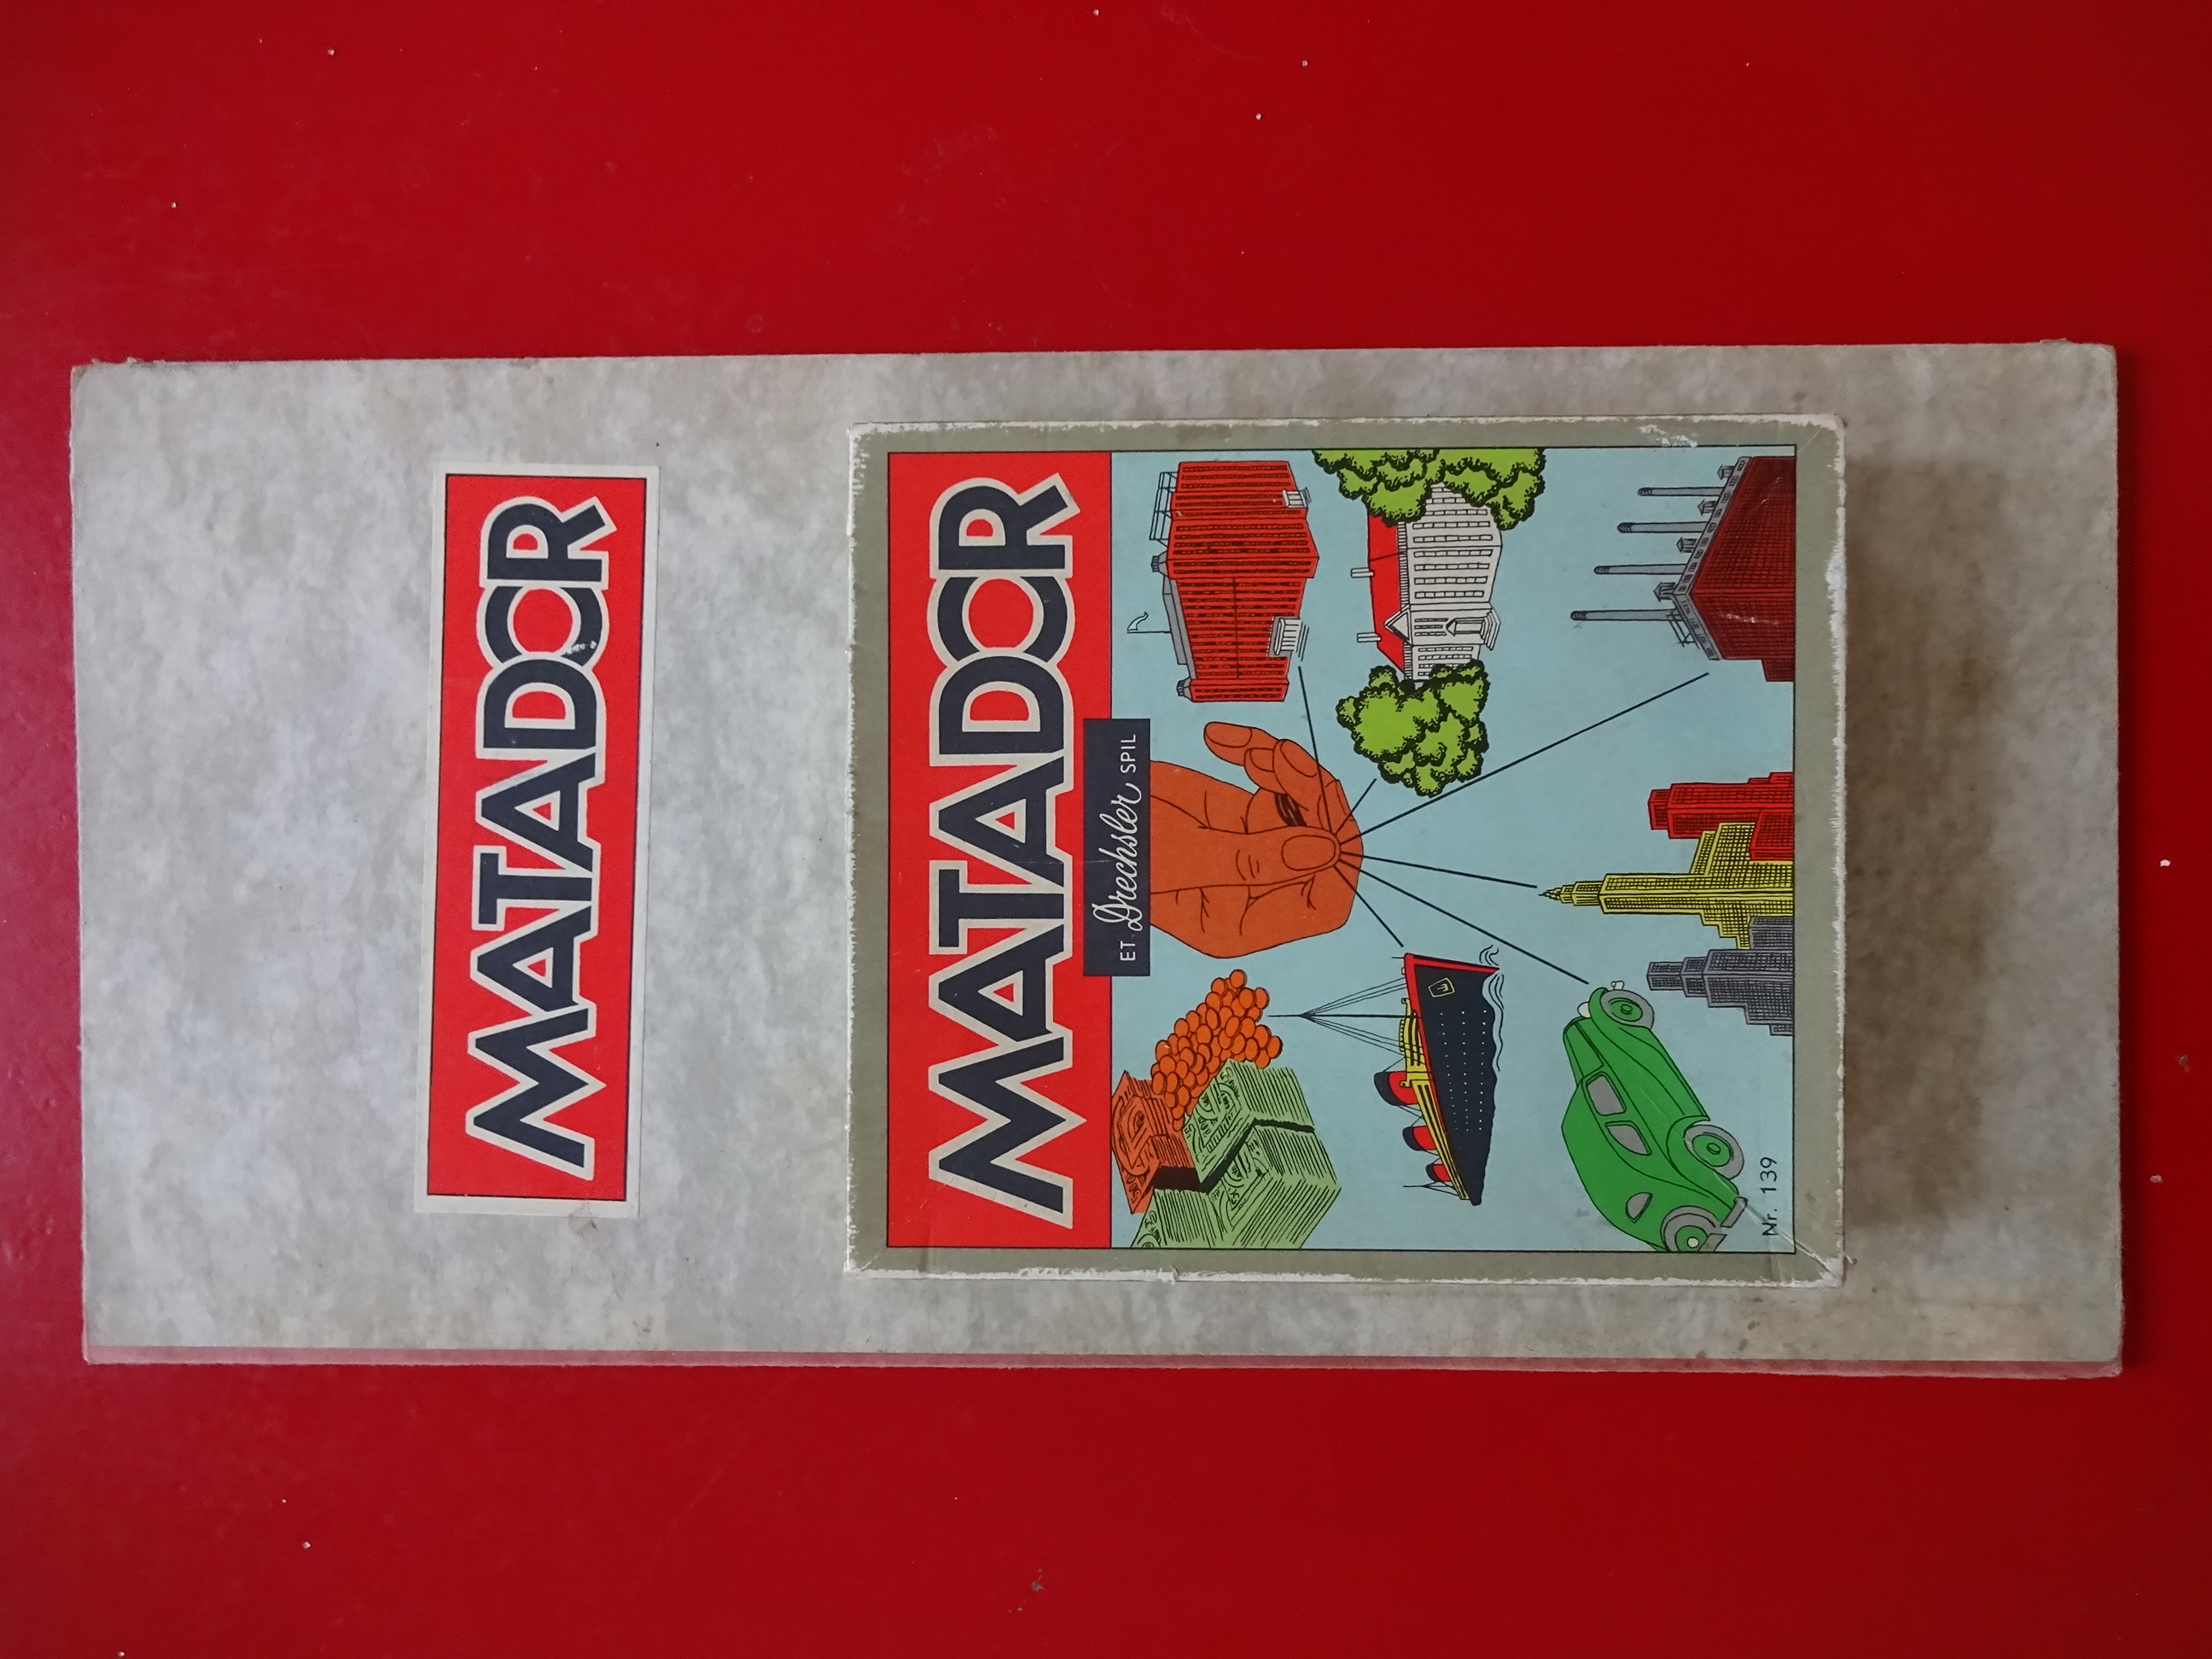 MATADOR
MATADOR
ET Drechsler SPIL
Nr. 139